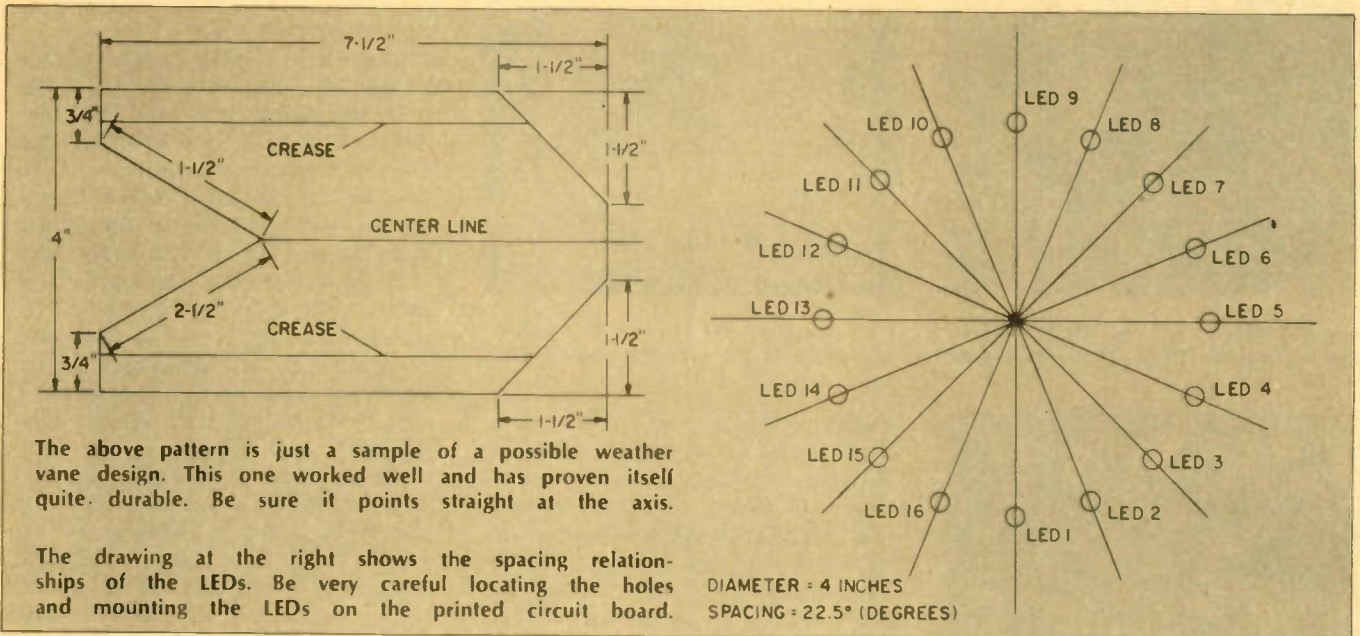 7-1/2"
1-1/2"
3/4"
1-1/2"
CREASE
1-1/2"
4"
CENTER LINE
2-1/2"
CREASE
3/4"
1-1/2"
1-1/2"
The above pattern is just a sample of a possible weather
vane design. This one worked well and has proven itself
quite durable. Be sure it points straight at the axis.
The drawing at the right shows the spacing relation-
ships of the LEDs. Be very careful locating the holes
and mounting the LEDs on the printed circuit board.
LED 9
LED 10
LED 8
LED 11
LED 7
LED 12
LED 6
LED 13
LED 5
LED 14
LED 4
LED 15
LED 3
LED 16
LED 2
LED 1
DIAMETER = 4 INCHES
SPACING = 22.5° (DEGREES)